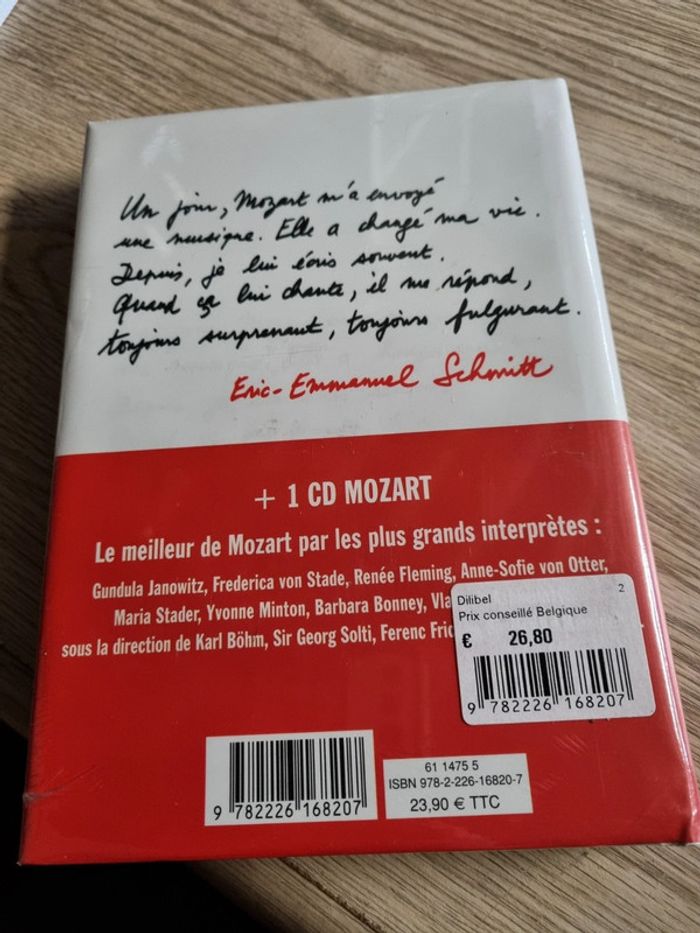 Un jour, Mozart m'a envoyé
une musique. Elle a changé ma vie.
Depuis, je lui écris souvent.
Quand ça lui chante, il me répond,
toujours surprenant, toujours fulgurant.
Eric-Emmanuel Schmitt
+ 1 CD MOZART
Le meilleur de Mozart par les plus grands interprètes :
Gundula Janowitz, Frederica von Stade, Renée Fleming, Anne-Sofie von Otter,
Maria Stader, Yvonne Minton, Barbara Bonney,
sous la direction de Karl Böhm, Sir Georg Solti, Ferenc
Dilibel 2
Prix conseillé Belgique
€ 26,80
9 782226 168207
9 782226 168207
61 1475 5
ISBN 978-2-226-16820-7
23,90 € TTC